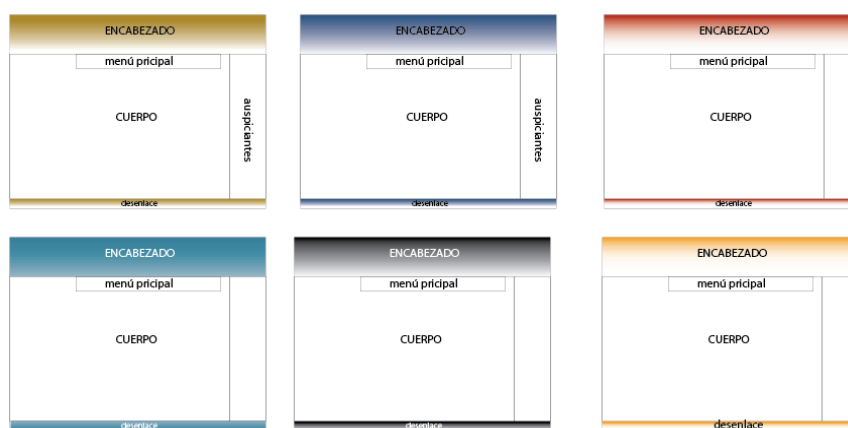 ENCABEZADO
menú pricipal
CUERPO
auspiciantes
desenlace
ENCABEZADO
menú pricipal
CUERPO
auspiciantes
desenlace
ENCABEZADO
menú pricipal
CUERPO
desenlace
ENCABEZADO
menú pricipal
CUERPO
desenlace
ENCABEZADO
menú pricipal
CUERPO
desenlace
ENCABEZADO
menú pricipal
CUERPO
desenlace